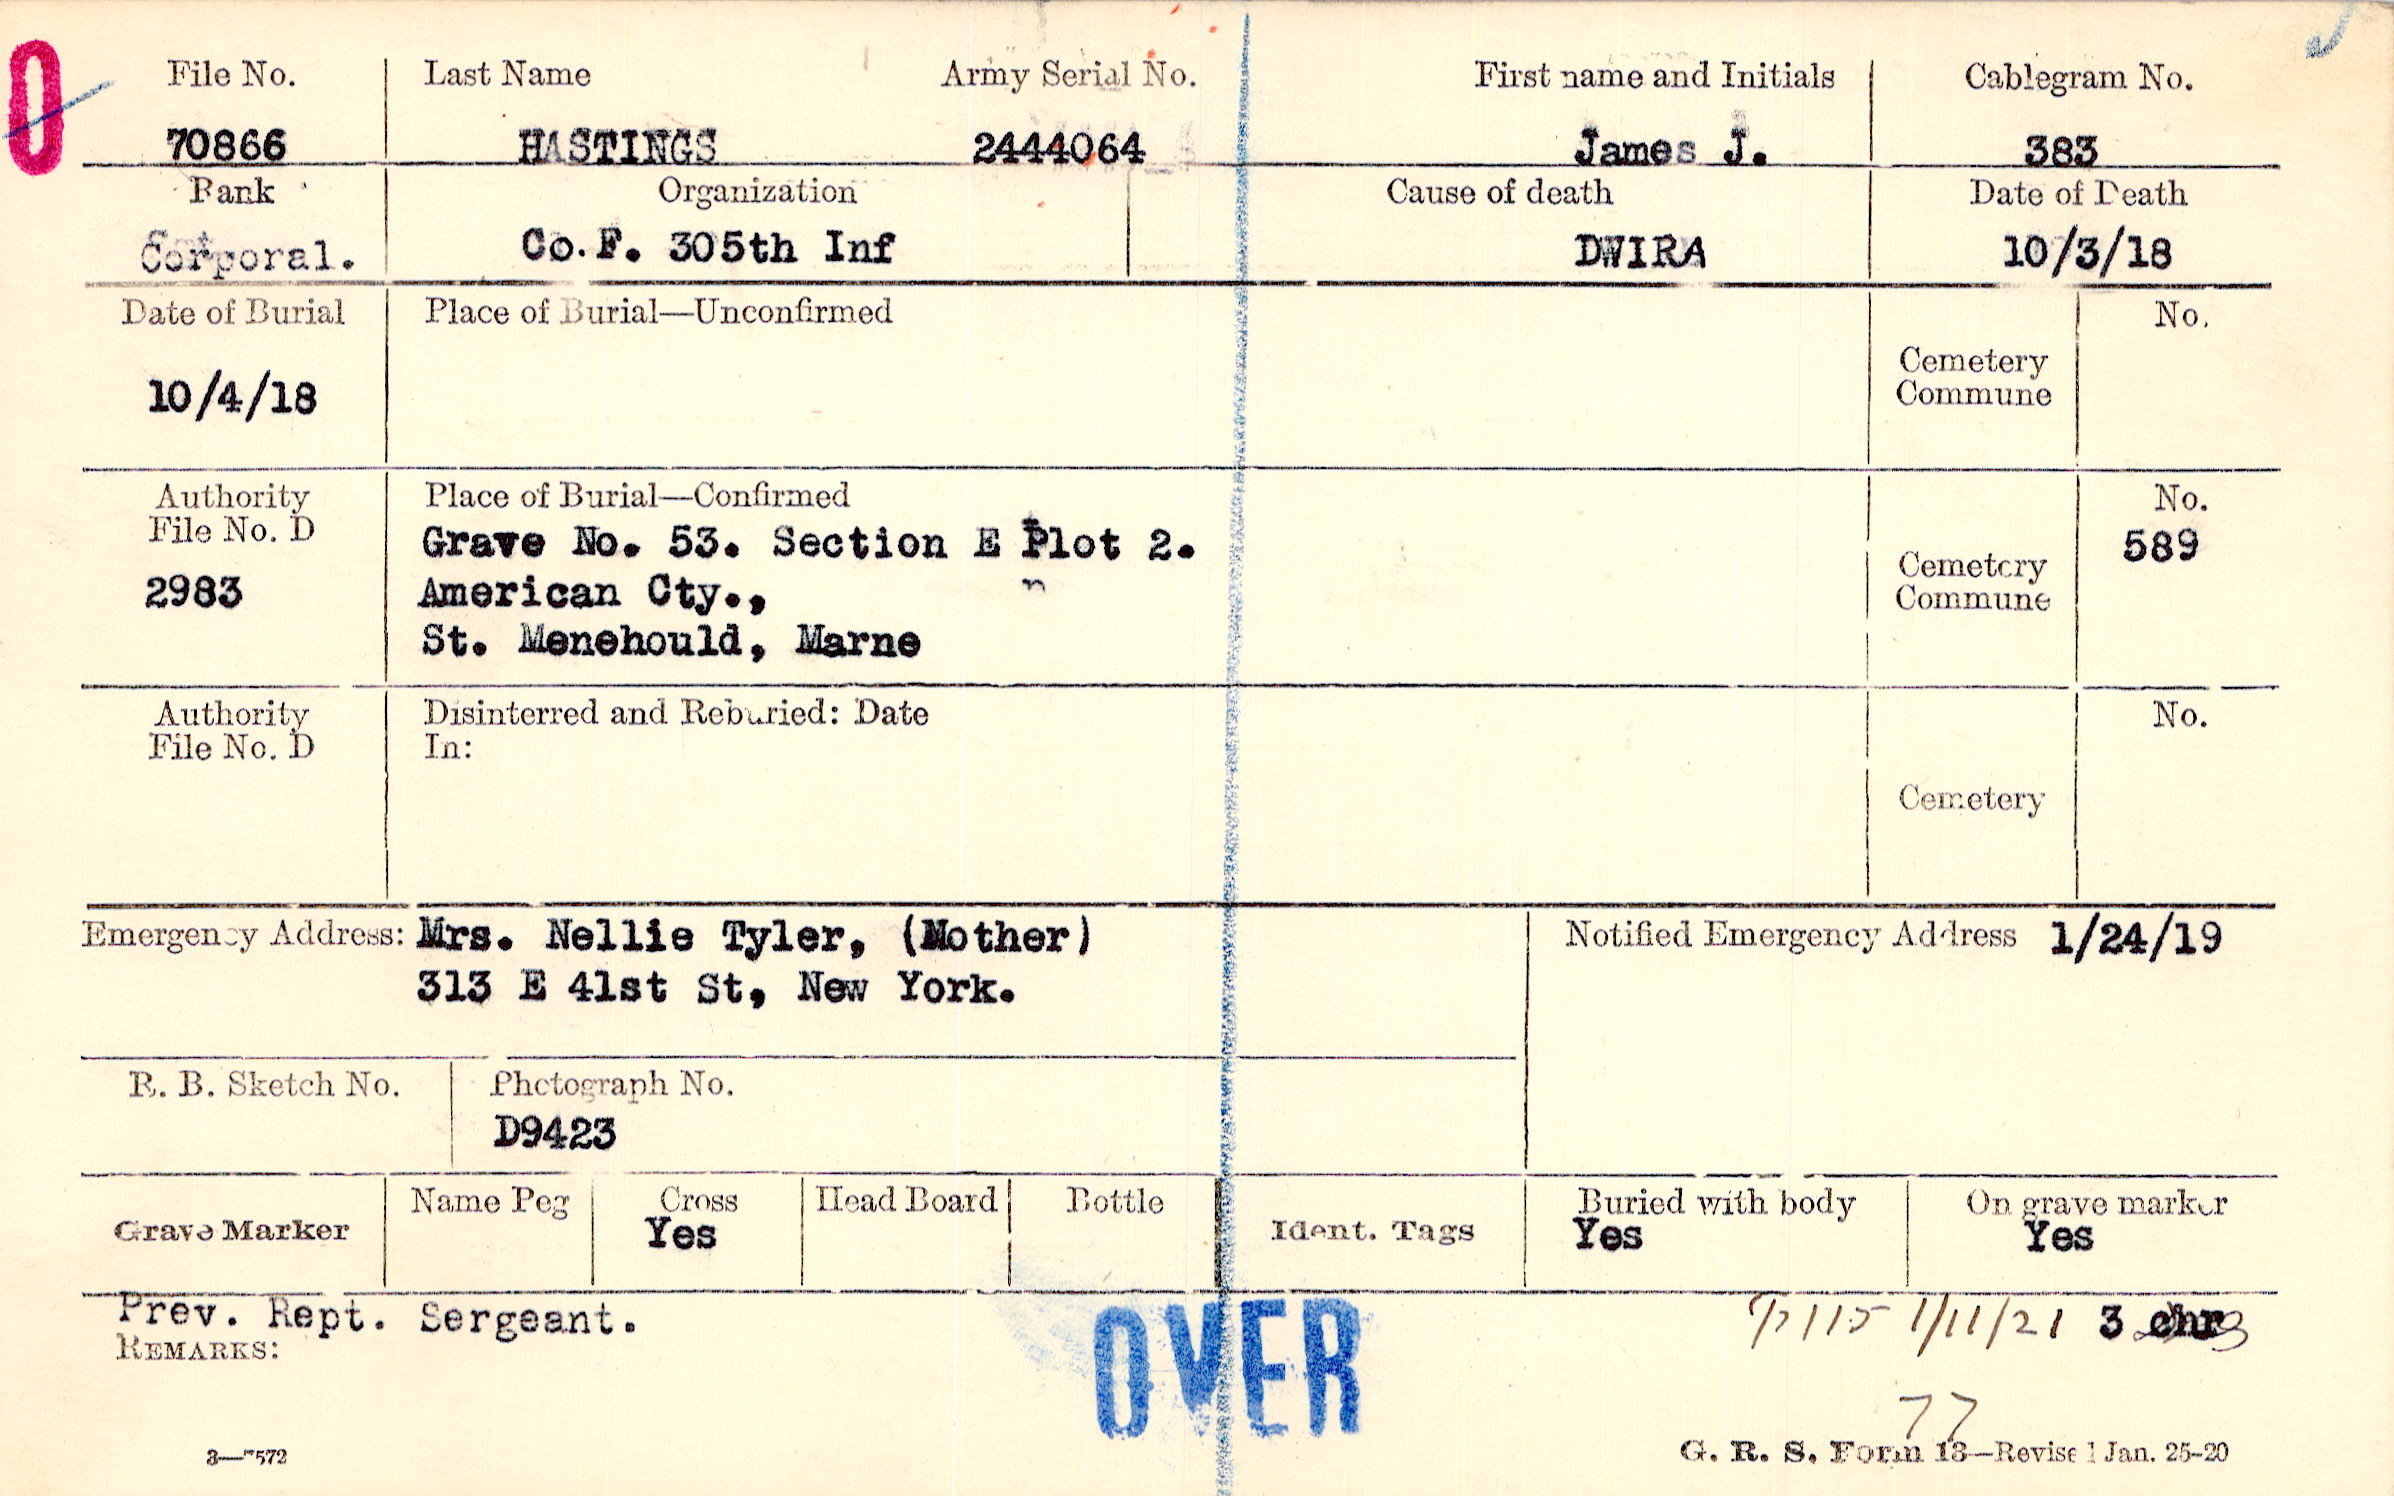 O
File No. Last Name Army Serial No. First name and Initials Cablegram No.
70866 HASTINGS 2444064 James J. 383
Rank Organization Cause of death Date of Death
Corporal. Co.F. 305th Inf DWIRA 10/3/18
Date of Burial Place of Burial—Unconfirmed No.
10/4/18
Cemetery
Commune
Authority Place of Burial—Confirmed No.
File No. D Grave No. 53. Section E Plot 2. 589
2983 American Cty.,
St. Menehould, Marne
Cemetery
Commune
Authority Disinterred and Reburied: Date No.
File No. D In:
Cemetery
Emergency Address: Mrs. Nellie Tyler, (Mother) Notified Emergency Address 1/24/19
313 E 41st St, New York.
R. B. Sketch No. Photograph No.
D9423
Grave Marker Name Peg Cross Head Board Bottle Ident. Tags Buried with body On grave marker
Yes Yes Yes
Prev. Rept. Sergeant. 1/11/21 3
REMARKS:
OVER
77
3—7572 G. R. S. Form 13—Revised Jan. 25-20